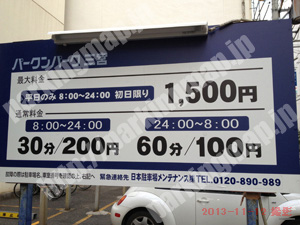 パークンパーク三宮
最大料金
平日のみ 8:00~24:00 初日限り 1,500円
通常料金
8:00~24:00 24:00~8:00
30分/200円 60分/100円
緊急連絡先 日本駐車場メンテナンス㈱ TEL.0120-890-989
2013-11-1